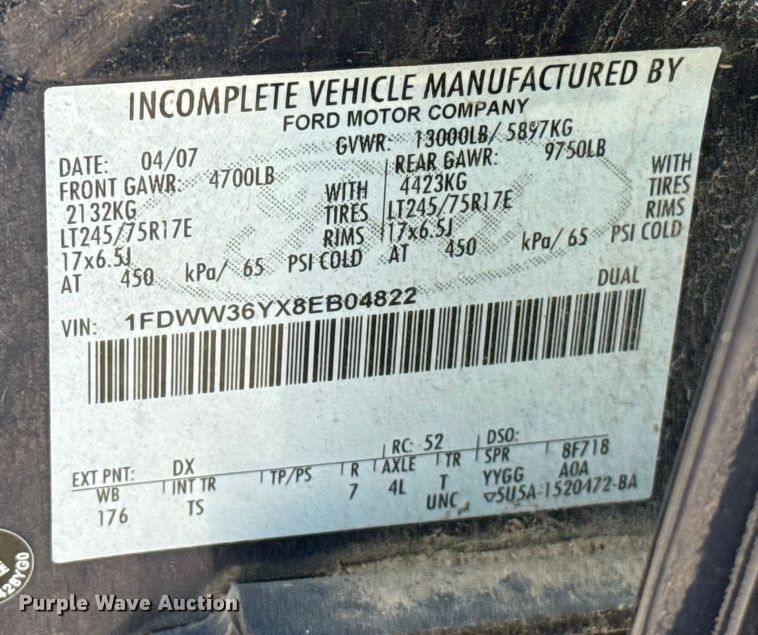 INCOMPLETE VEHICLE MANUFACTURED BY
FORD MOTOR COMPANY
DATE: 04/07 GVWR: 13000LB/ 5897KG
FRONT GAWR: 4700LB REAR GAWR: 9750LB
2132KG WITH 4423KG WITH
LT245/75R17E TIRES LT245/75R17E TIRES
17x6.5J RIMS 17x6.5J RIMS
AT 450 kPa/ 65 PSI COLD AT 450 kPa/ 65 PSI COLD
DUAL
VIN: 1FDWW36YX8EB04822
EXT PNT: DX RC: 52 DSO:
WB INT TR TP/PS R AXLE TR SPR 8F718
176 TS 7 4L T YYGG A0A
UNC 5U5A-1520472-BA
428YG0
Purple Wave Auction